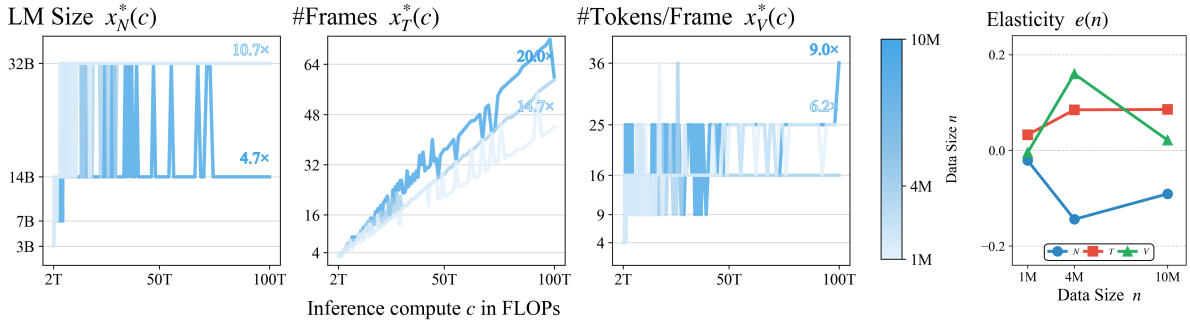 LM Size x*_N(c)
32B
14B
7B
3B
10.7×
4.7×
2T
50T
100T
#Frames x*_T(c)
64
48
32
16
4
20.0×
14.7×
2T
50T
100T
#Tokens/Frame x*_V(c)
36
25
16
9
4
9.0×
6.2×
2T
50T
100T
Inference compute c in FLOPs
10M
4M
1M
Data Size n
Elasticity e(n)
0.2
0.0
−0.2
N
T
V
1M
4M
10M
Data Size n